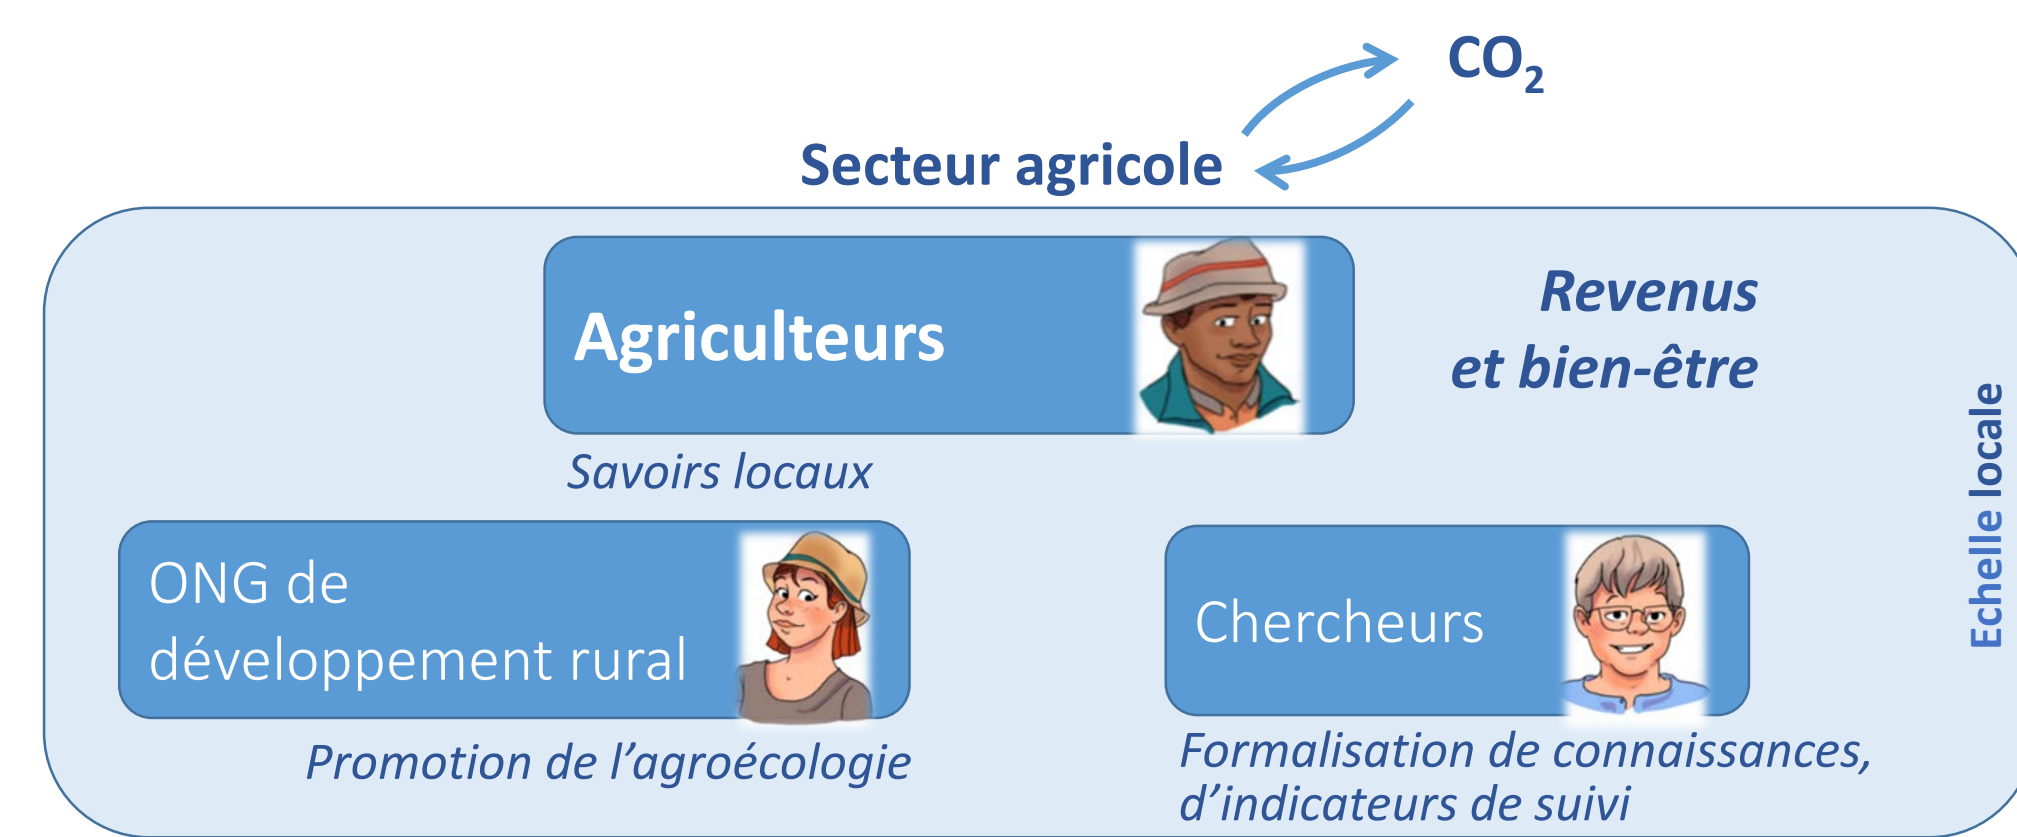 CO₂
Secteur agricole
Agriculteurs
Revenus
et bien-être
Savoirs locaux
Echelle locale
ONG de
développement rural
Chercheurs
Promotion de l’agroécologie
Formalisation de connaissances,
d’indicateurs de suivi